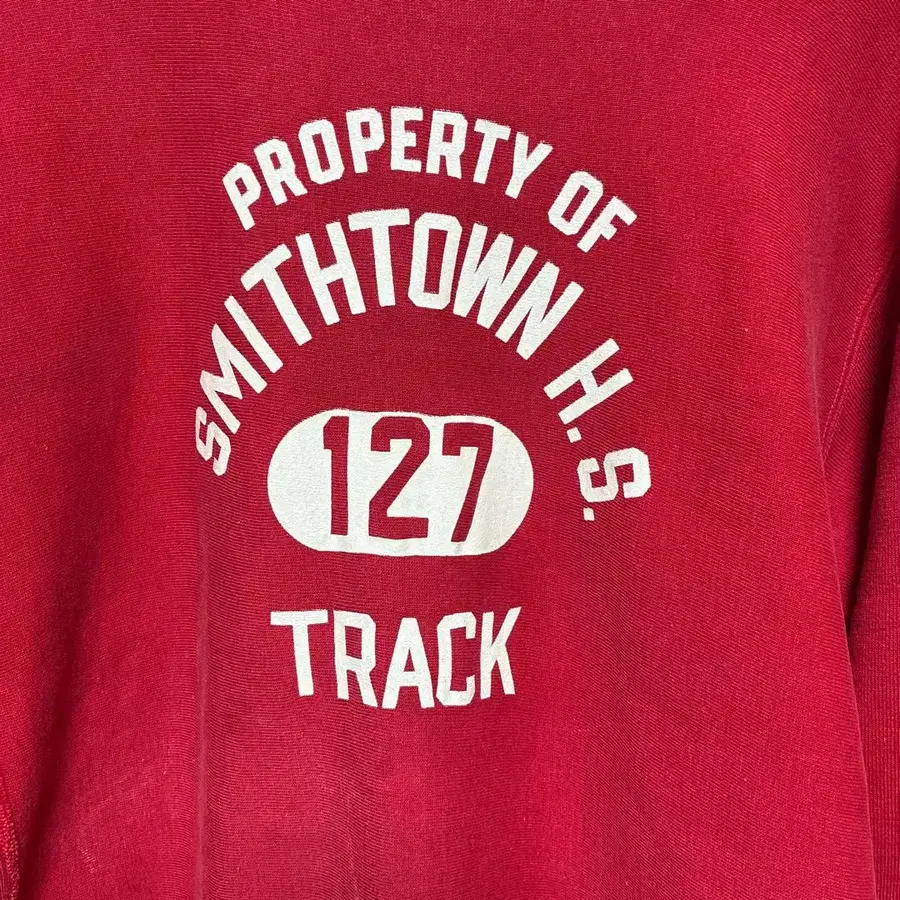 PROPERTY OF
SMITHTOWN H.S.
127
TRACK